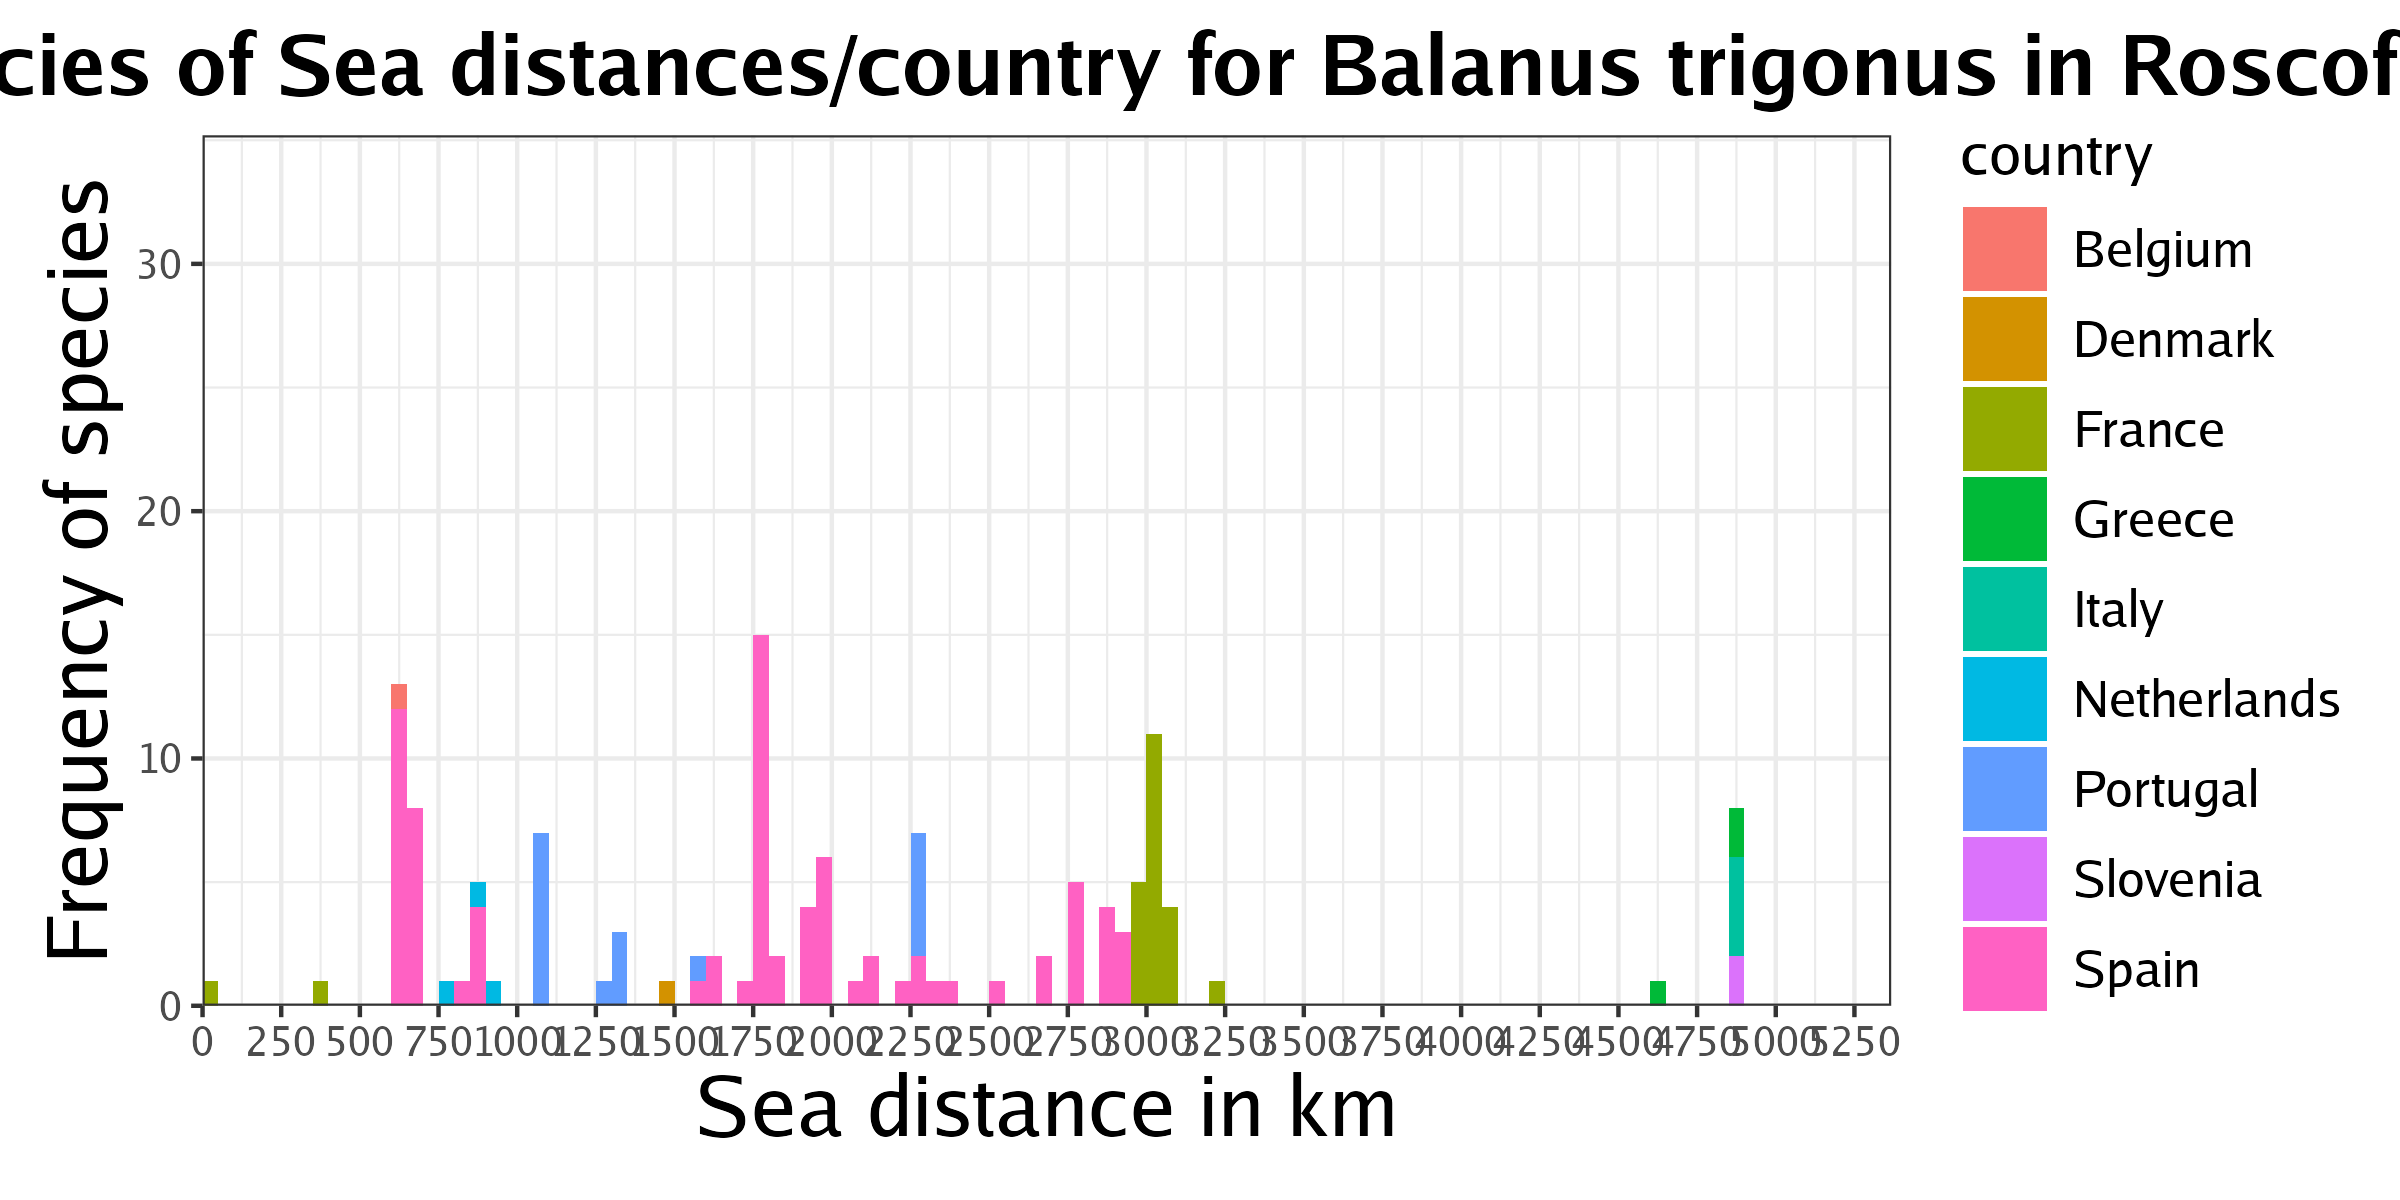 cies of Sea distances/country for Balanus trigonus in Roscof
Frequency of species
30
20
10
0
0 250 500 750 1000 1250 1500 1750 2000 2250 2500 2750 3000 3250 3500 3750 4000 4250 4500 4750 5000 5250
Sea distance in km
country
Belgium
Denmark
France
Greece
Italy
Netherlands
Portugal
Slovenia
Spain